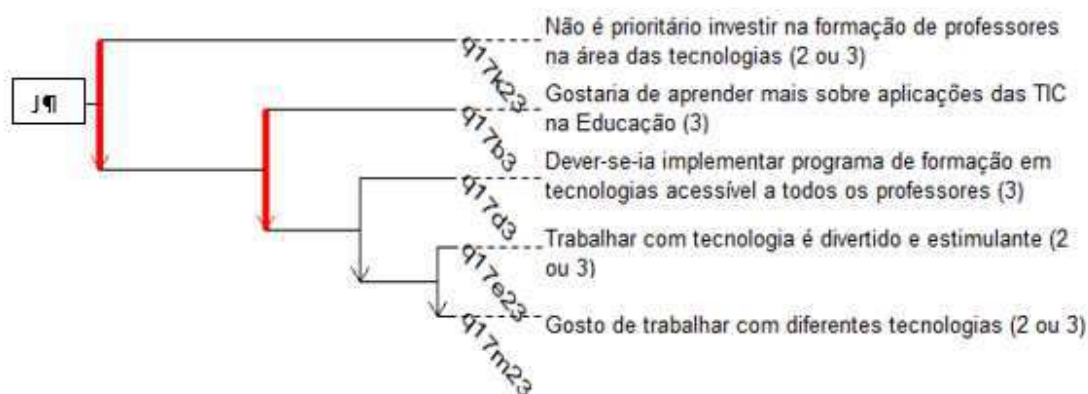 Não é prioritário investir na formação de professores
na área das tecnologias (2 ou 3)
q17k23
J¶
Gostaria de aprender mais sobre aplicações das TIC
na Educação (3)
q17b3
Dever-se-ia implementar programa de formação em
tecnologias acessível a todos os professores (3)
q17d3
Trabalhar com tecnologia é divertido e estimulante (2
ou 3)
q17e23
Gosto de trabalhar com diferentes tecnologias (2 ou 3)
q17m23